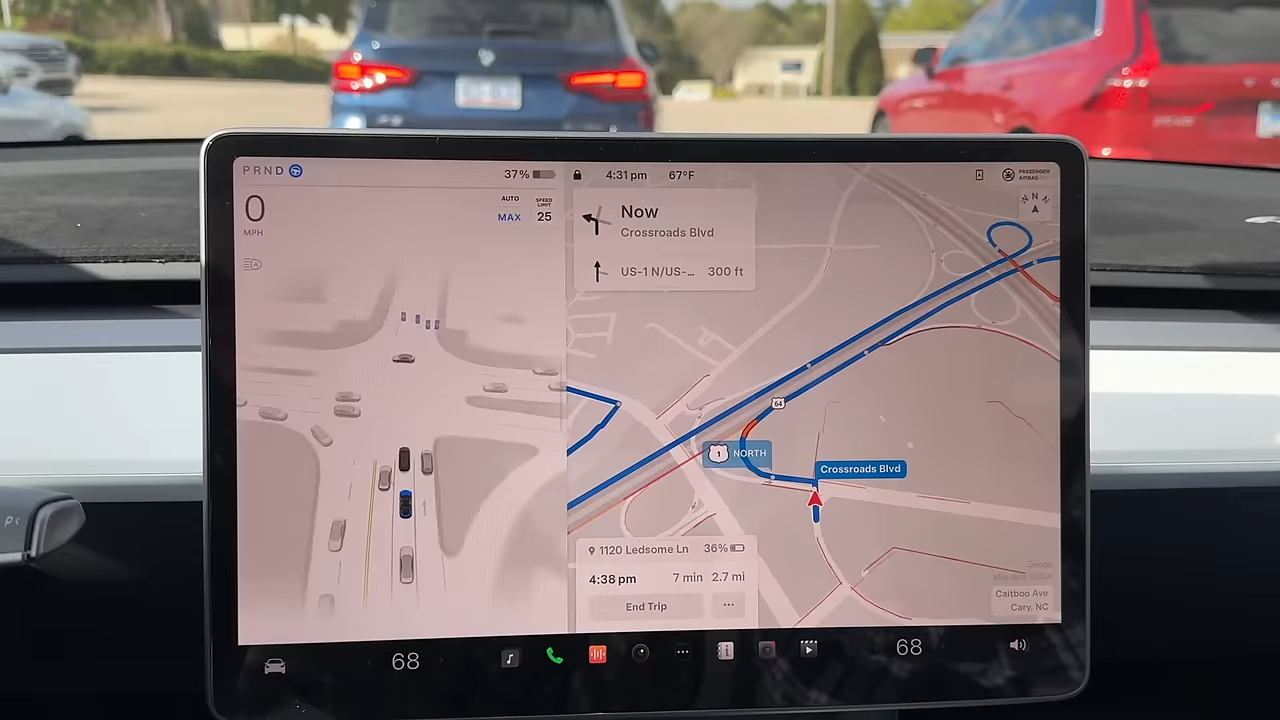 PRND
37%
4:31 pm
67°F
PASSENGER
AIRBAG
0
MPH
AUTO
MAX
SPEED
LIMIT
25
Now
Crossroads Blvd
US-1 N/US-...
300 ft
N N N
64
1
NORTH
Crossroads Blvd
1120 Ledsome Ln
36%
4:38 pm
7 min
2.7 mi
End Trip
...
Google
Caitboo Ave
Cary, NC
68
68
P